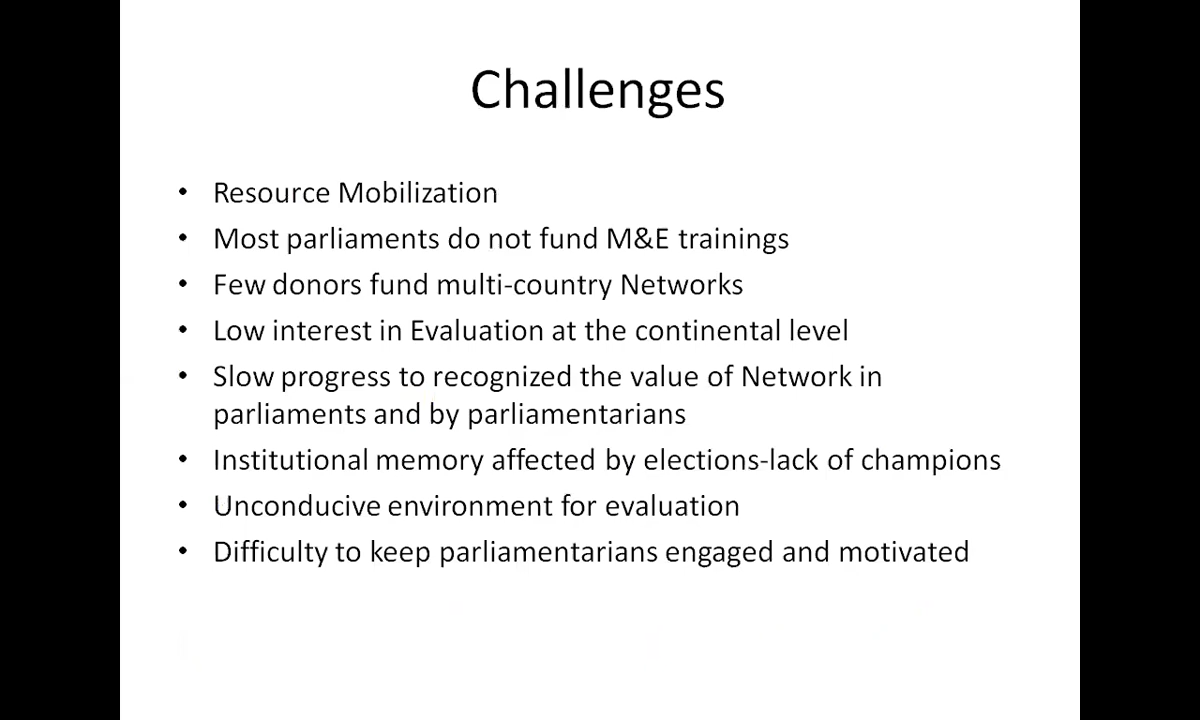 Challenges
• Resource Mobilization
• Most parliaments do not fund M&E trainings
• Few donors fund multi-country Networks
• Low interest in Evaluation at the continental level
• Slow progress to recognized the value of Network in
parliaments and by parliamentarians
• Institutional memory affected by elections-lack of champions
• Unconducive environment for evaluation
• Difficulty to keep parliamentarians engaged and motivated